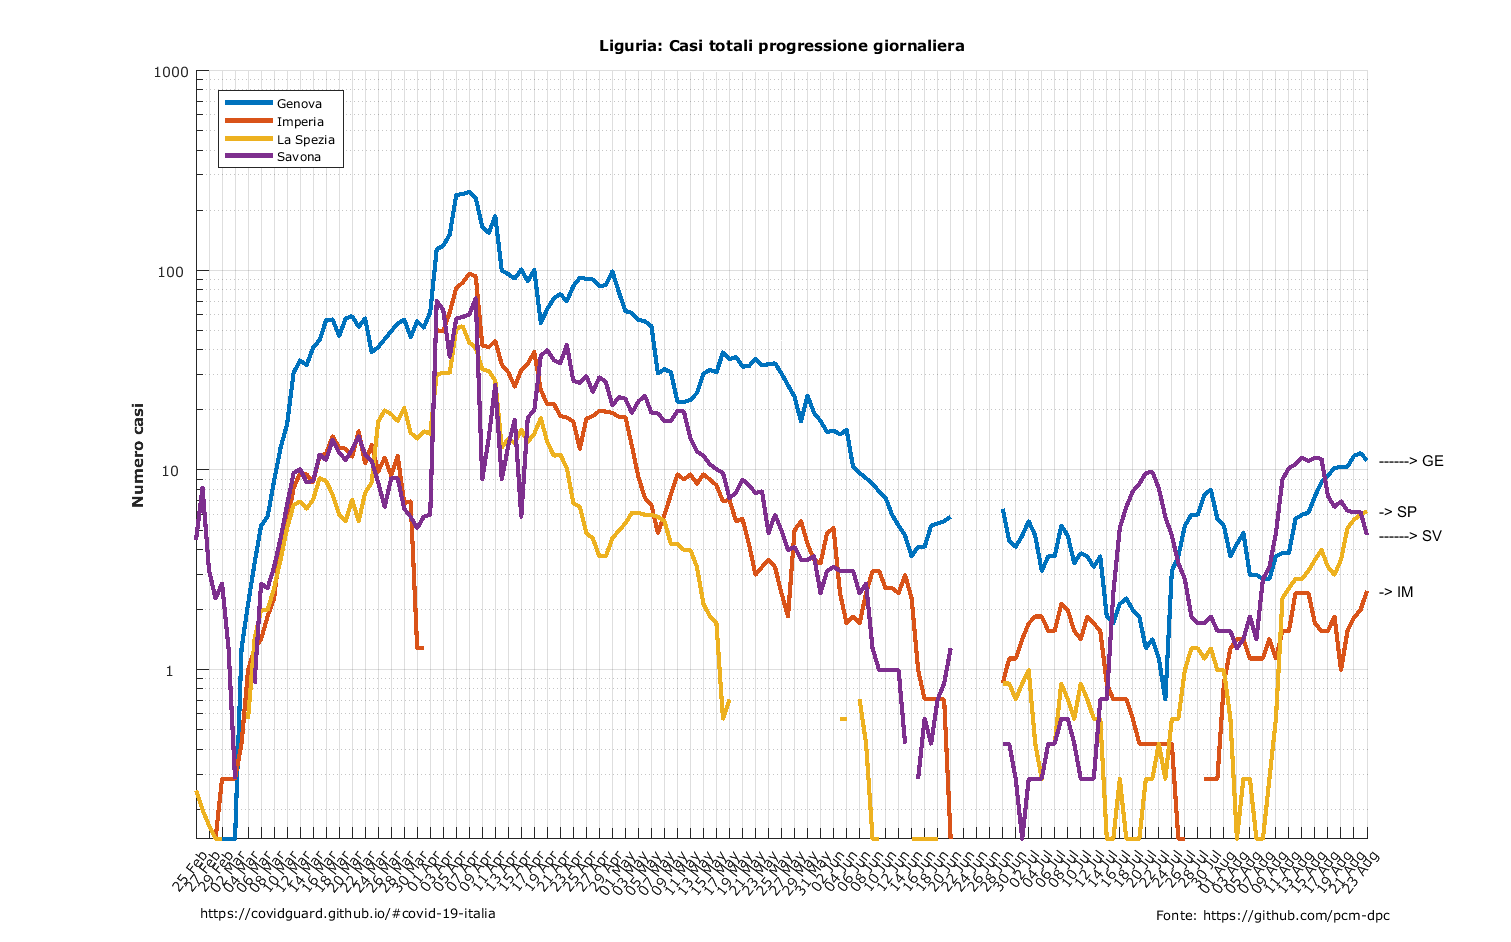 Liguria: Casi totali progressione giornaliera
1000
100
10
1
Numero casi
Genova
Imperia
La Spezia
Savona
------> GE
-> SP
------> SV
-> IM
25 Feb
27 Feb
29 Feb
02 Mar
04 Mar
06 Mar
08 Mar
10 Mar
12 Mar
14 Mar
16 Mar
18 Mar
20 Mar
22 Mar
24 Mar
26 Mar
28 Mar
30 Mar
01 Apr
03 Apr
05 Apr
07 Apr
09 Apr
11 Apr
13 Apr
15 Apr
17 Apr
19 Apr
21 Apr
23 Apr
25 Apr
27 Apr
29 Apr
01 May
03 May
05 May
07 May
09 May
11 May
13 May
15 May
17 May
19 May
21 May
23 May
25 May
27 May
29 May
31 May
02 Jun
04 Jun
06 Jun
08 Jun
10 Jun
12 Jun
14 Jun
16 Jun
18 Jun
20 Jun
22 Jun
24 Jun
26 Jun
28 Jun
30 Jun
02 Jul
04 Jul
06 Jul
08 Jul
10 Jul
12 Jul
14 Jul
16 Jul
18 Jul
20 Jul
22 Jul
24 Jul
26 Jul
28 Jul
30 Jul
01 Aug
03 Aug
05 Aug
07 Aug
09 Aug
11 Aug
13 Aug
15 Aug
17 Aug
19 Aug
21 Aug
23 Aug
https://covidguard.github.io/#covid-19-italia
Fonte: https://github.com/pcm-dpc